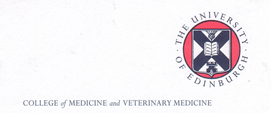 THE UNIVERSITY
OF EDINBURGH
COLLEGE of MEDICINE and VETERINARY MEDICINE